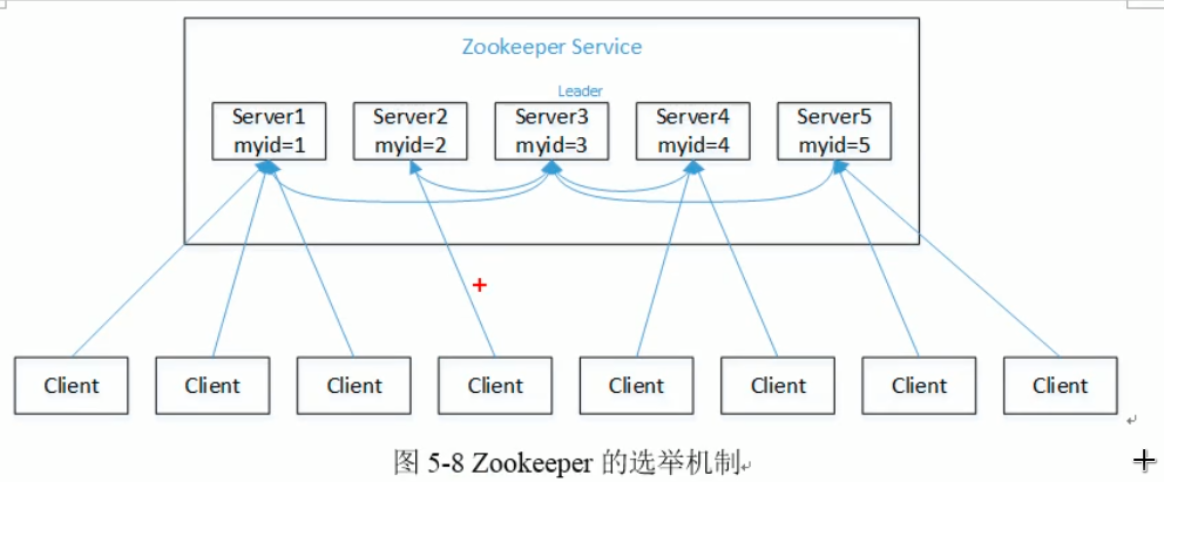 Zookeeper Service
Leader
Server1 Server2 Server3 Server4 Server5
myid=1 myid=2 myid=3 myid=4 myid=5
Client Client Client Client Client Client Client Client
图 5-8 Zookeeper 的选举机制